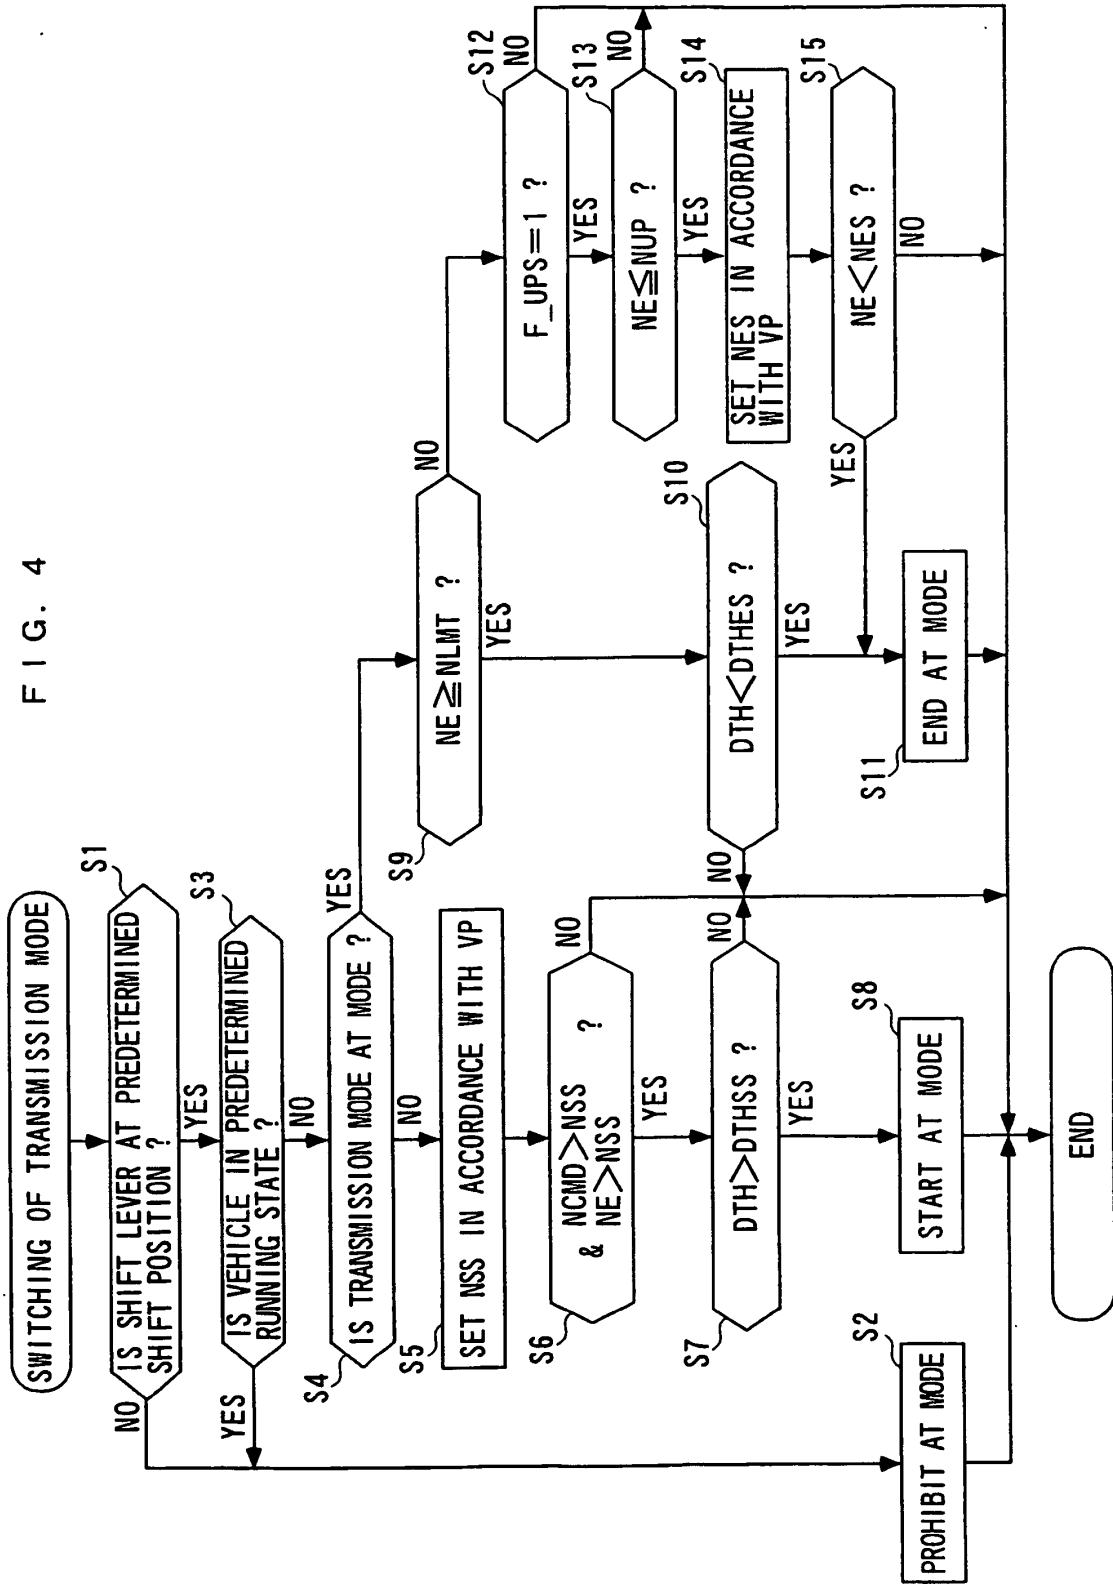 FIG. 4
SWITCHING OF TRANSMISSION MODE
S1
IS SHIFT LEVER AT PREDETERMINED
SHIFT POSITION ?
NO
YES
S3
IS VEHICLE IN PREDETERMINED
RUNNING STATE ?
YES
NO
S4
IS TRANSMISSION MODE AT MODE ?
YES
NO
S5
SET NSS IN ACCORDANCE WITH VP
S6
NCMD>NSS
& NE>NSS ?
NO
YES
S7
DTH>DTHSS ?
NO
YES
S8
START AT MODE
S2
PROHIBIT AT MODE
S9
NE≧NLMT ?
NO
YES
S10
DTH<DTHES ?
NO
YES
S11
END AT MODE
S12
F_UPS=1 ?
NO
YES
S13
NE≦NUP ?
NO
YES
S14
SET NES IN ACCORDANCE
WITH VP
S15
NE<NES ?
YES
NO
END